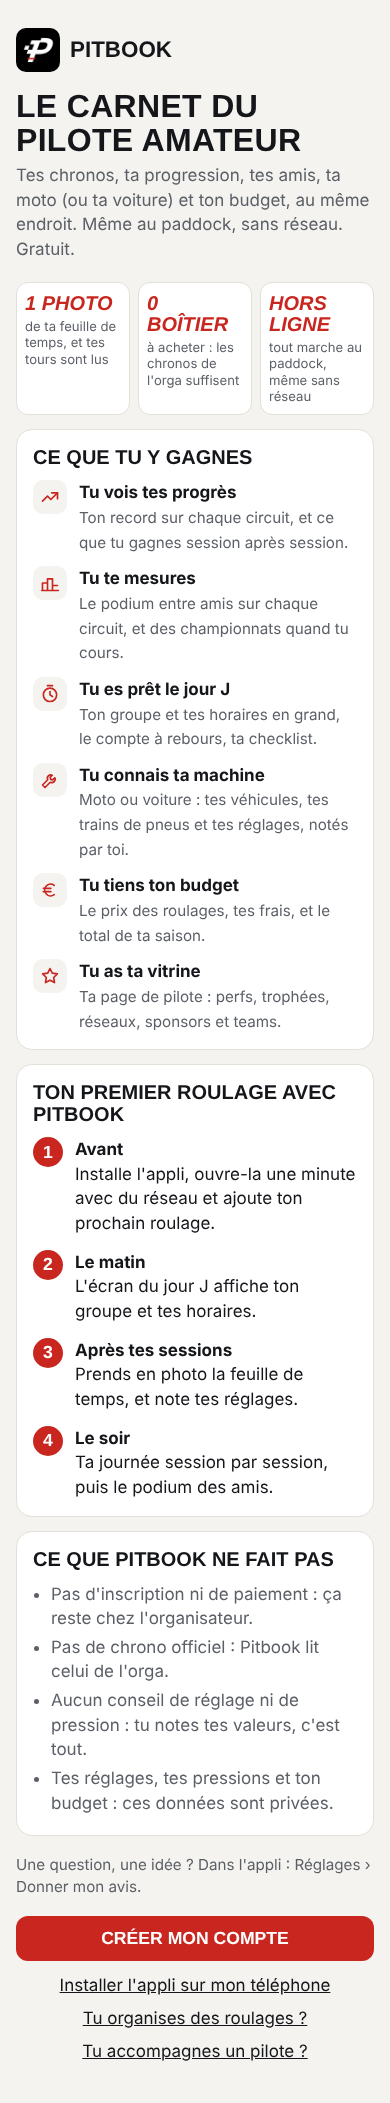 PITBOOK
LE CARNET DU
PILOTE AMATEUR
Tes chronos, ta progression, tes amis, ta
moto (ou ta voiture) et ton budget, au même
endroit. Même au paddock, sans réseau.
Gratuit.
1 PHOTO
de ta feuille de
temps, et tes
tours sont lus
0
BOÎTIER
à acheter : les
chronos de
l'orga suffisent
HORS
LIGNE
tout marche au
paddock,
même sans
réseau
CE QUE TU Y GAGNES
Tu vois tes progrès
Ton record sur chaque circuit, et ce
que tu gagnes session après session.
Tu te mesures
Le podium entre amis sur chaque
circuit, et des championnats quand tu
cours.
Tu es prêt le jour J
Ton groupe et tes horaires en grand,
le compte à rebours, ta checklist.
Tu connais ta machine
Moto ou voiture : tes véhicules, tes
trains de pneus et tes réglages, notés
par toi.
€
Tu tiens ton budget
Le prix des roulages, tes frais, et le
total de ta saison.
Tu as ta vitrine
Ta page de pilote : perfs, trophées,
réseaux, sponsors et teams.
TON PREMIER ROULAGE AVEC
PITBOOK
1 Avant
Installe l'appli, ouvre-la une minute
avec du réseau et ajoute ton
prochain roulage.
2 Le matin
L'écran du jour J affiche ton
groupe et tes horaires.
3 Après tes sessions
Prends en photo la feuille de
temps, et note tes réglages.
4 Le soir
Ta journée session par session,
puis le podium des amis.
CE QUE PITBOOK NE FAIT PAS
• Pas d'inscription ni de paiement : ça
reste chez l'organisateur.
• Pas de chrono officiel : Pitbook lit
celui de l'orga.
• Aucun conseil de réglage ni de
pression : tu notes tes valeurs, c'est
tout.
• Tes réglages, tes pressions et ton
budget : ces données sont privées.
Une question, une idée ? Dans l'appli : Réglages ›
Donner mon avis.
CRÉER MON COMPTE
Installer l'appli sur mon téléphone
Tu organises des roulages ?
Tu accompagnes un pilote ?